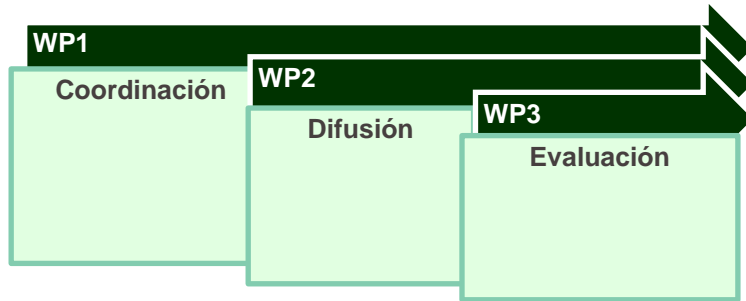 WP1
Coordinación
WP2
Difusión
WP3
Evaluación